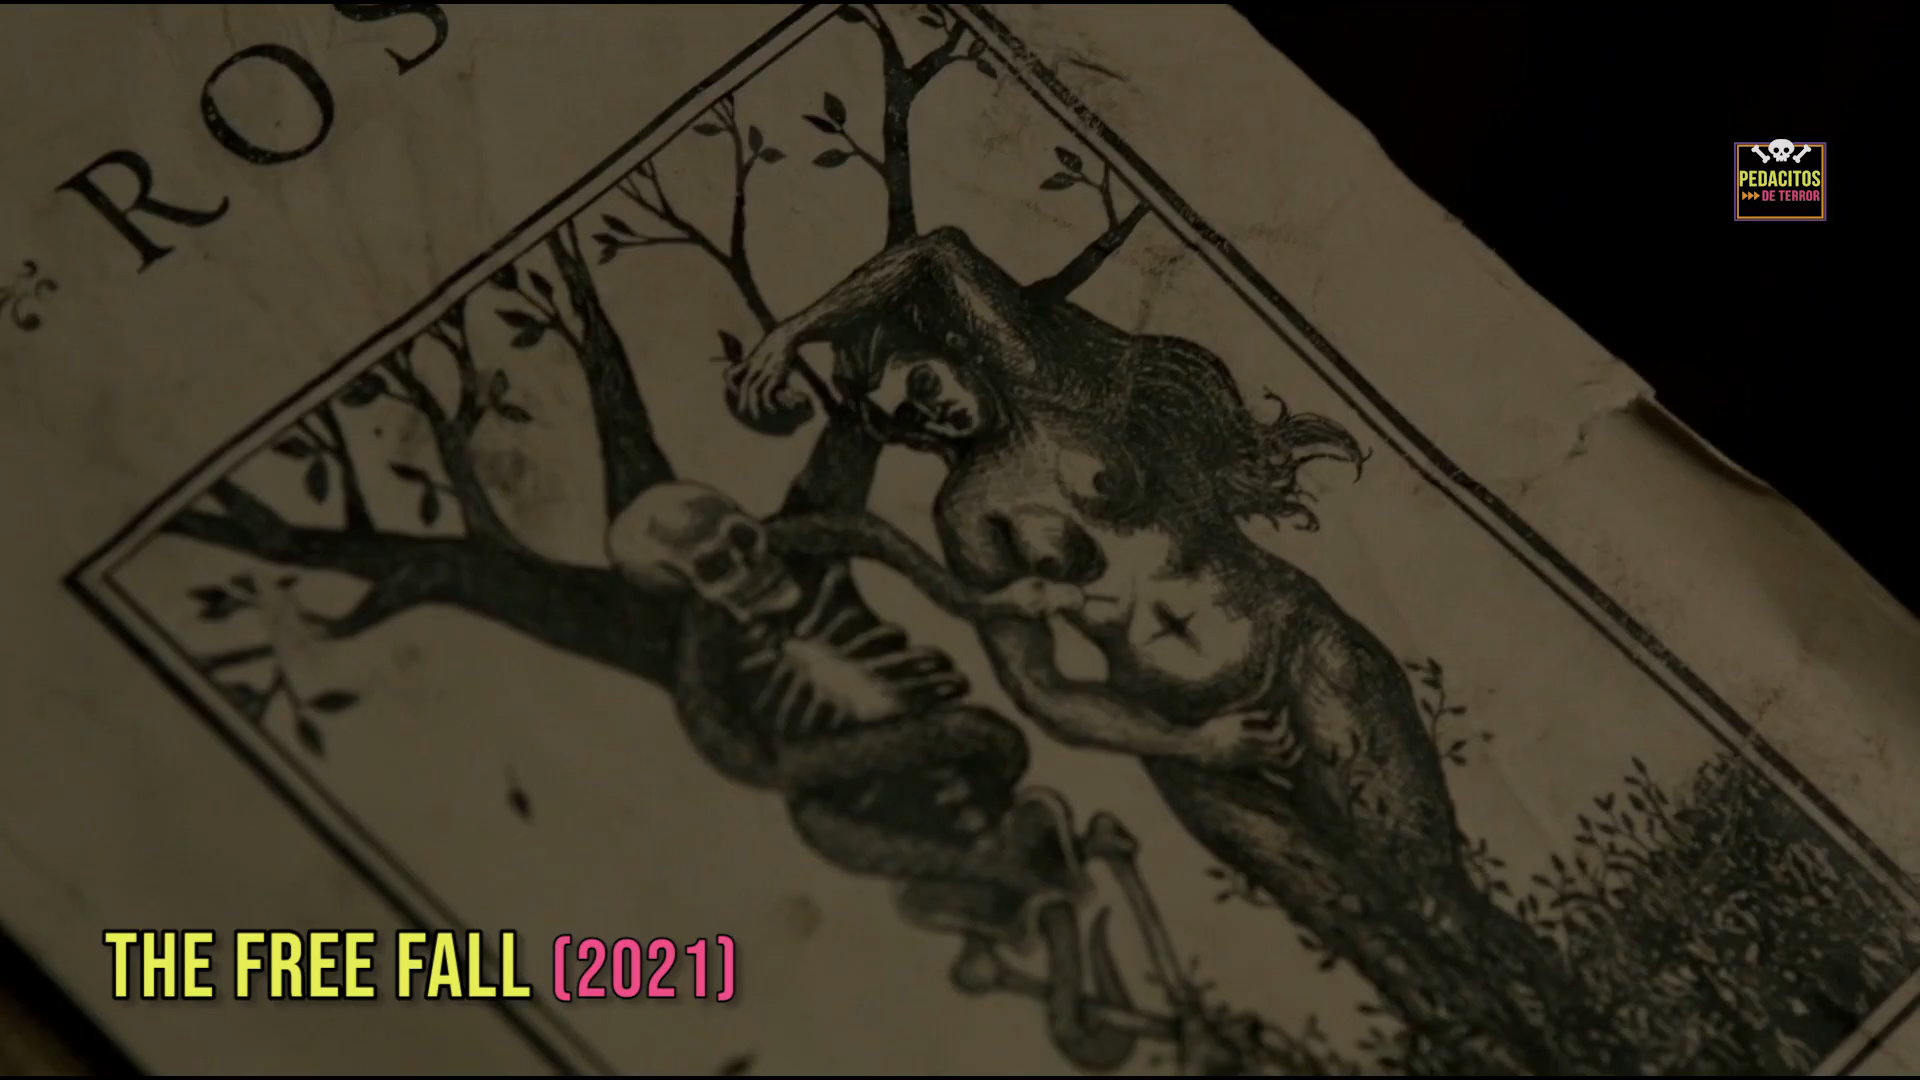 ROS
PEDACITOS
DE TERROR
THE FREE FALL (2021)